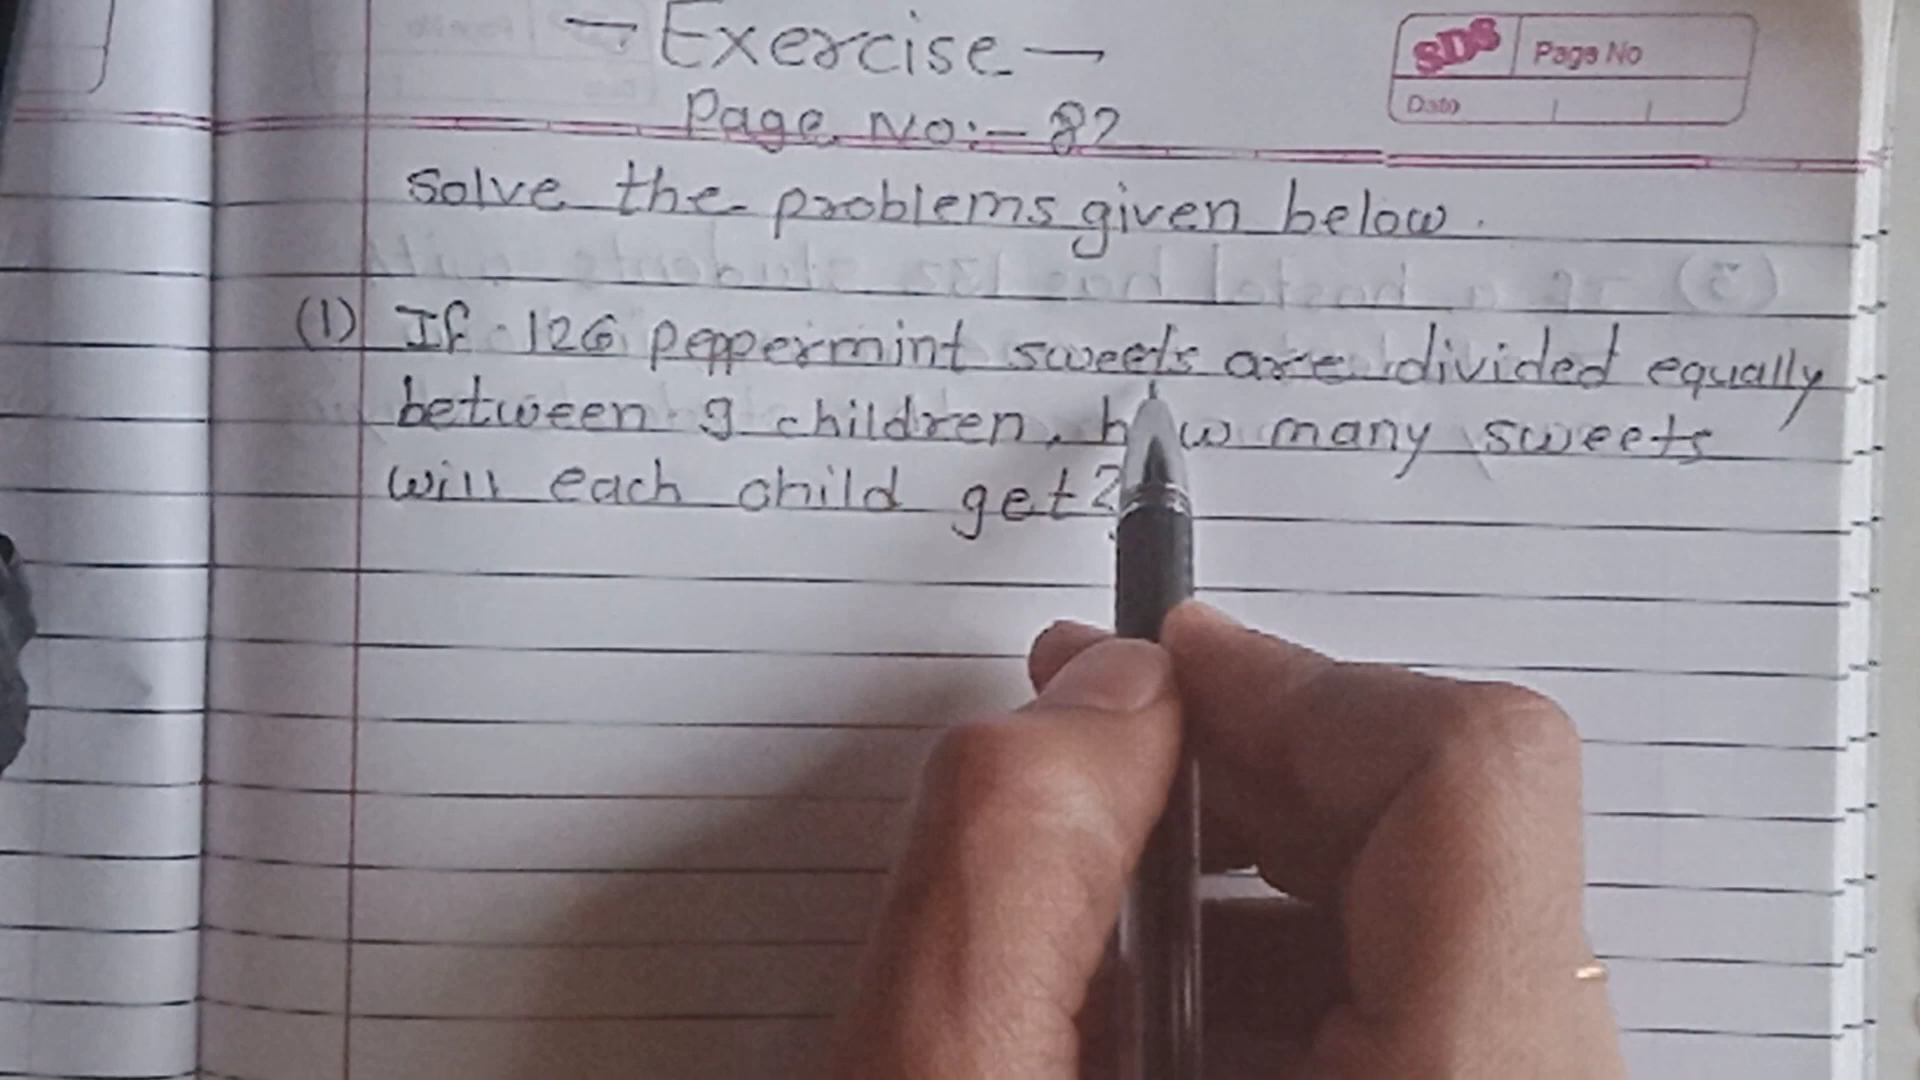 - Exercise -
SDS Page No
Date
Page No:- 82
Solve the problems given below.
(1) If 126 peppermint sweets are divided equally
between 9 children, how many sweets
will each child get?